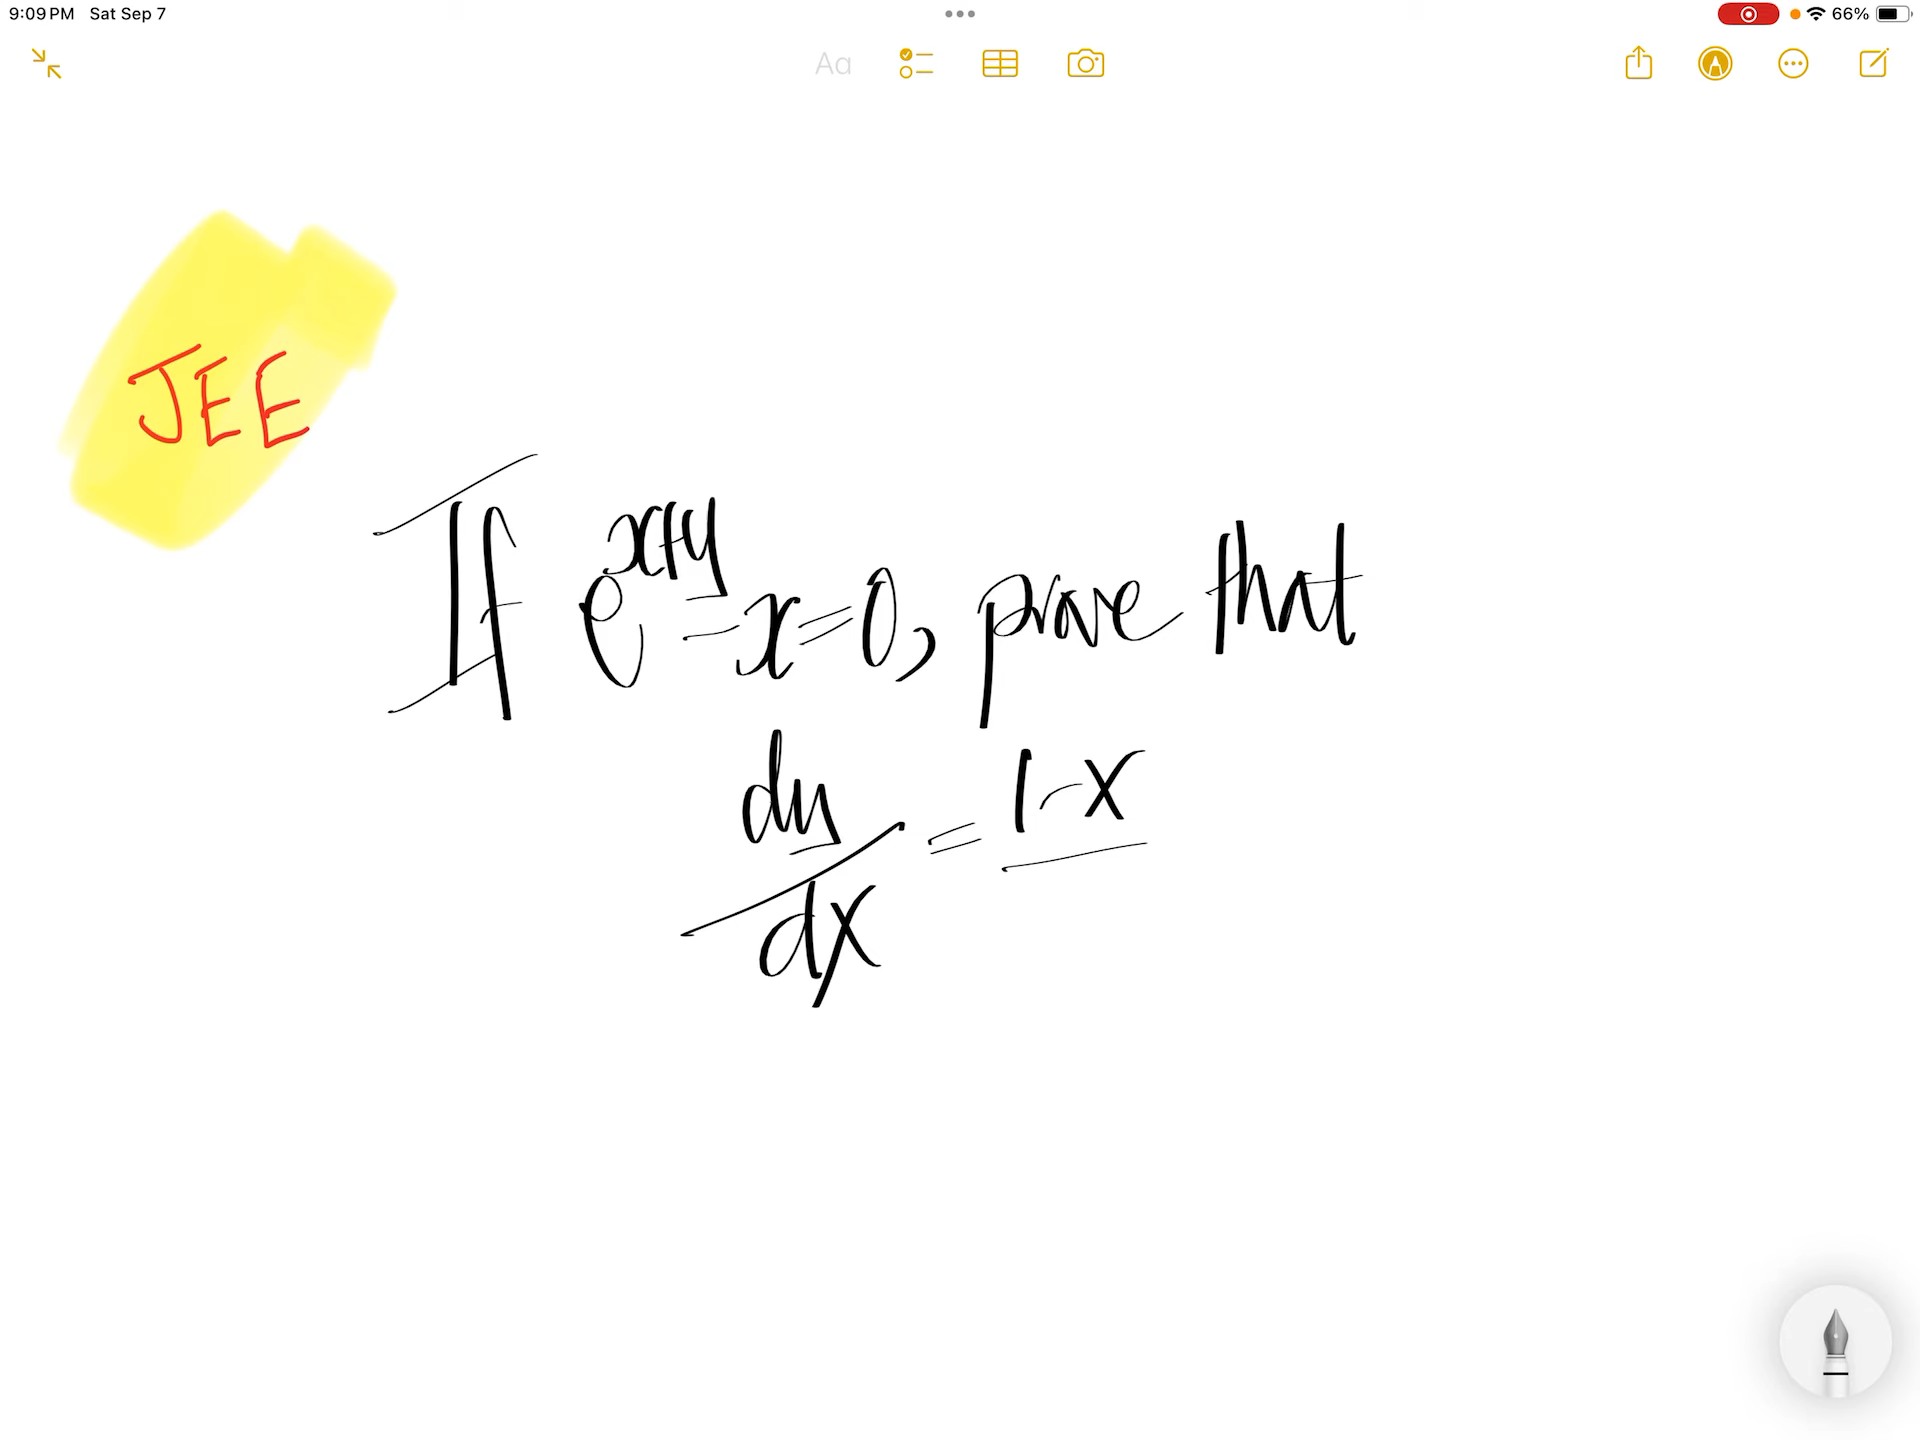 9:09 PM Sat Sep 7
66%
Aa
JEE
If e^{x+y} - x = 0, prove that
dy/dx = 1-x